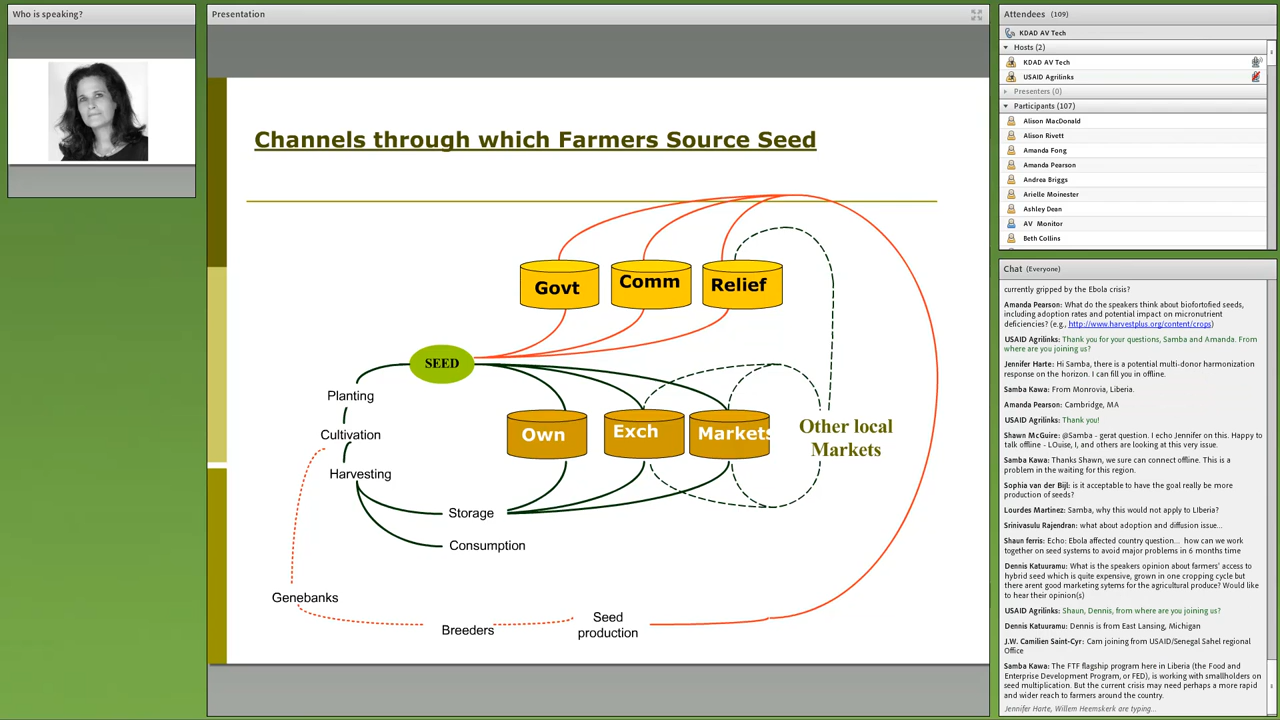 Who is speaking?
Presentation
Channels through which Farmers Source Seed
Govt
Comm
Relief
SEED
Planting
Cultivation
Harvesting
Own
Exch
Markets
Other local
Markets
Storage
Consumption
Genebanks
Breeders
Seed
production
Attendees (109)
KDAD AV Tech
Hosts (2)
KDAD AV Tech
USAID Agrilinks
Presenters (0)
Participants (107)
Alison MacDonald
Alison Rivett
Amanda Fong
Amanda Pearson
Andrea Briggs
Arielle Moinester
Ashley Dean
AV Monitor
Beth Collins
Chat (Everyone)
currently gripped by the Ebola crisis?
Amanda Pearson: What do the speakers think about biofortofied seeds,
including adoption rates and potential impact on micronutrient
deficiencies? (e.g., http://www.harvestplus.org/content/crops)
USAID Agrilinks: Thank you for your questions, Samba and Amanda. From
where are you joining us?
Jennifer Harte: Hi Samba, there is a potential multi-donor harmonization
response on the horizon. I can fill you in offline.
Samba Kawa: From Monrovia, Liberia.
Amanda Pearson: Cambridge, MA
USAID Agrilinks: Thank you!
Shawn McGuire: @Samba - gerat question. I echo Jennifer on this. Happy to
talk offline - LOuise, I, and others are looking at this very issue.
Samba Kawa: Thanks Shawn, we sure can connect offline. This is a
problem in the waiting for this region.
Sophia van der Bijl: is it acceptable to have the goal really be more
production of seeds?
Lourdes Martinez: Samba, why this would not apply to LIberia?
Srinivasulu Rajendran: what about adoption and diffusion issue...
Shaun ferris: Echo: Ebola affected country question... how can we work
together on seed systems to avoid major problems in 6 months time
Dennis Katuuramu: What is the speakers opinion about farmers' access to
hybrid seed which is quite expensive, grown in one cropping cycle but
there arent good marketing sytems for the agricultural produce? Would like
to hear their opinion(s)
USAID Agrilinks: Shaun, Dennis, from where are you joining us?
Dennis Katuuramu: Dennis is from East Lansing, Michigan
J.W. Camilien Saint-Cyr: Cam joining from USAID/Senegal Sahel regional
Office
Samba Kawa: The FTF flagship program here in Liberia (the Food and
Enterprise Development Program, or FED), is working with smallholders on
seed multiplication. But the current crisis may need perhaps a more rapid
and wider reach to farmers around the country.
Jennifer Harte, Willem Heemskerk are typing...